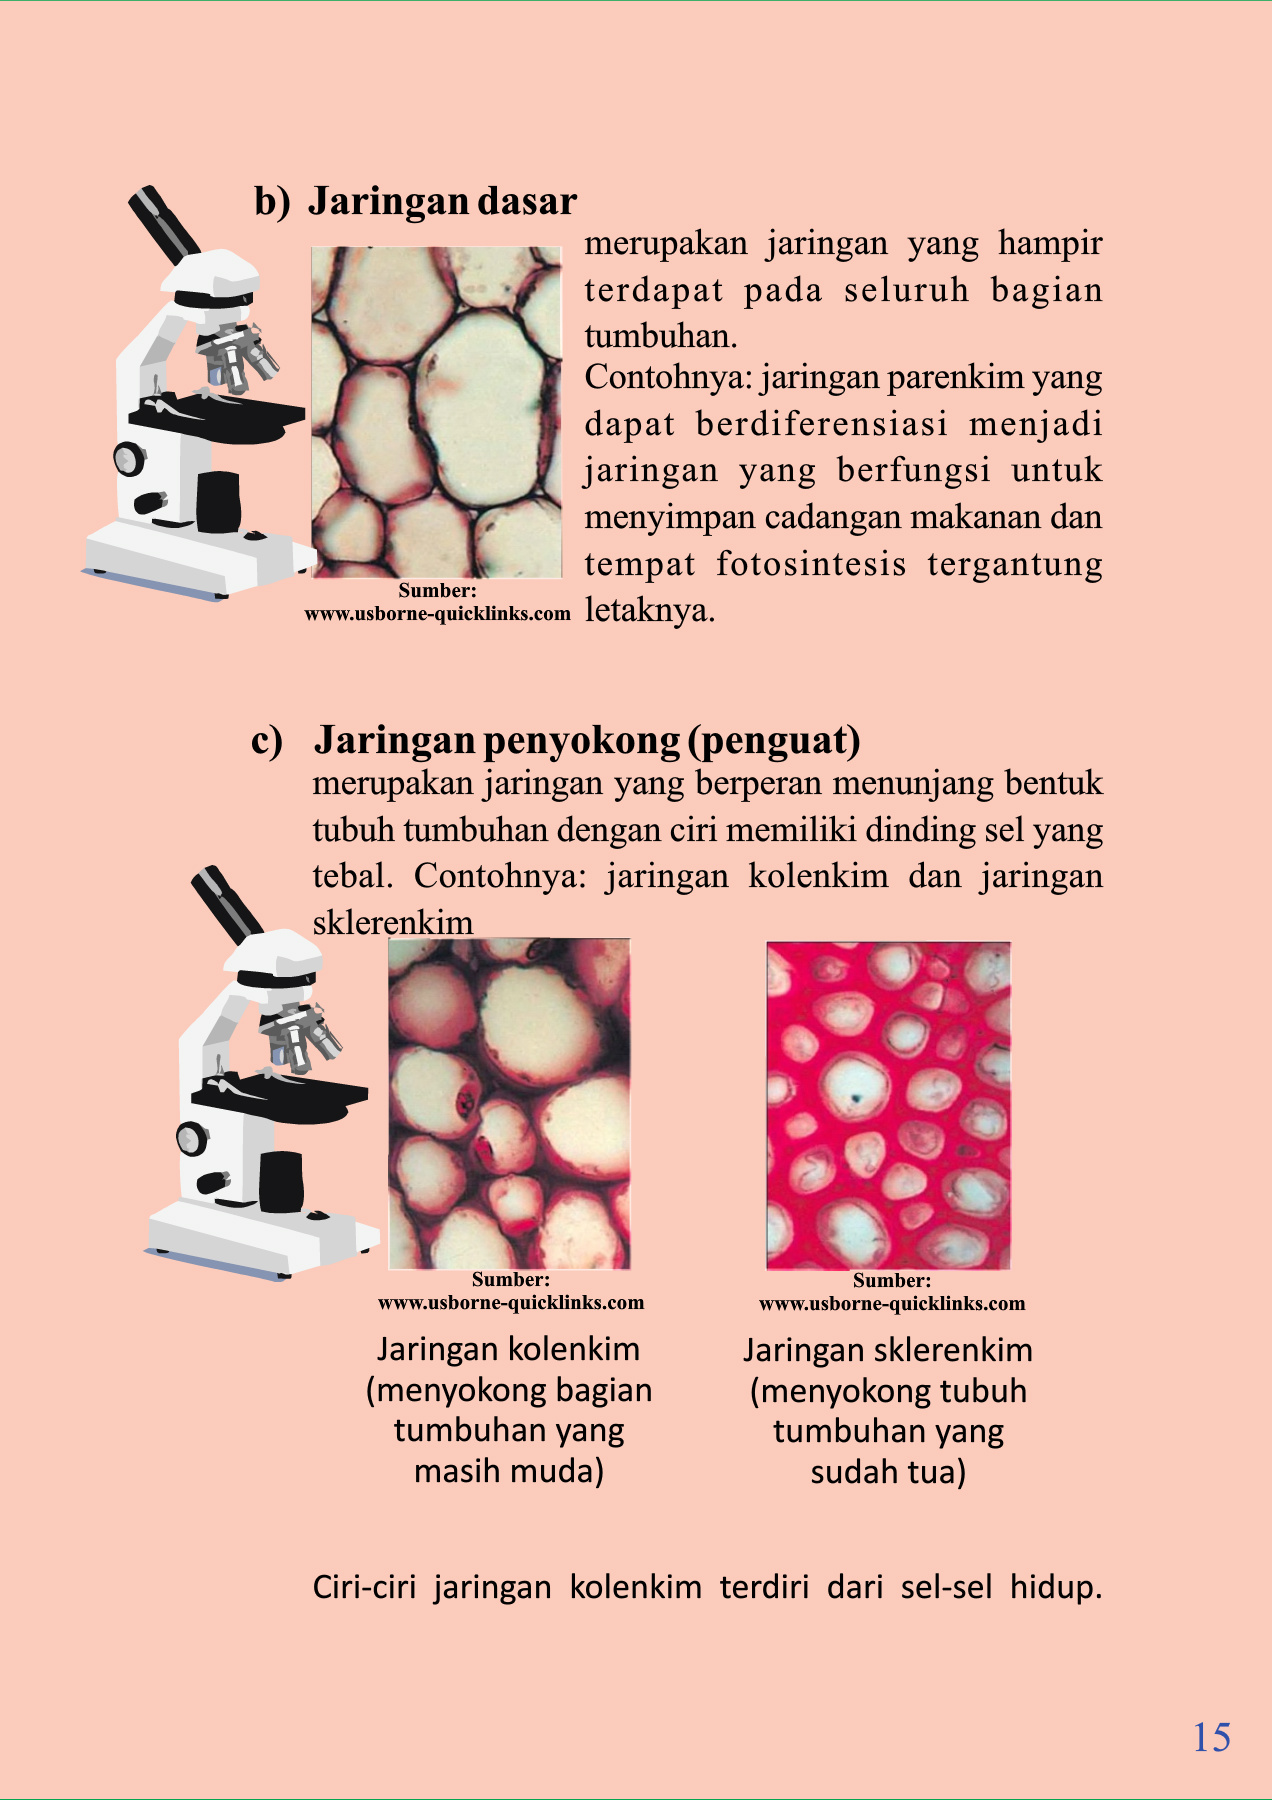 b) Jaringan dasar
merupakan jaringan yang hampir
terdapat pada seluruh bagian
tumbuhan.
Contohnya: jaringan parenkim yang
dapat berdiferensiasi menjadi
jaringan yang berfungsi untuk
menyimpan cadangan makanan dan
tempat fotosintesis tergantung
letaknya.
Sumber:
www.usborne-quicklinks.com
c) Jaringan penyokong (penguat)
merupakan jaringan yang berperan menunjang bentuk
tubuh tumbuhan dengan ciri memiliki dinding sel yang
tebal. Contohnya: jaringan kolenkim dan jaringan
sklerenkim
Sumber:
www.usborne-quicklinks.com
Jaringan kolenkim
(menyokong bagian
tumbuhan yang
masih muda)
Sumber:
www.usborne-quicklinks.com
Jaringan sklerenkim
(menyokong tubuh
tumbuhan yang
sudah tua)
Ciri-ciri jaringan kolenkim terdiri dari sel-sel hidup.
15